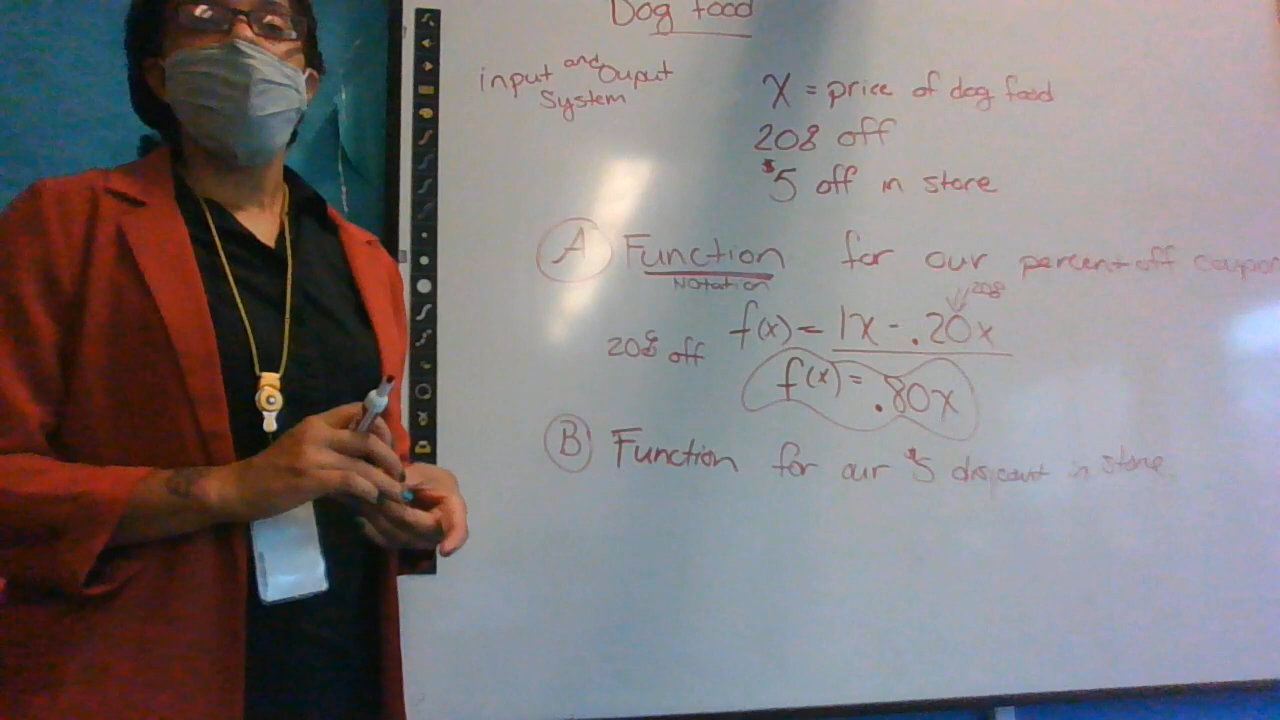 Dog food
input and Ouput
System
x = price of dog food
20% off
$5 off in store
A Function for our percent off coupon
Notation
20%
20% off f(x) = 1x - .20x
f(x) = .80x
B Function for our $5 discount in store